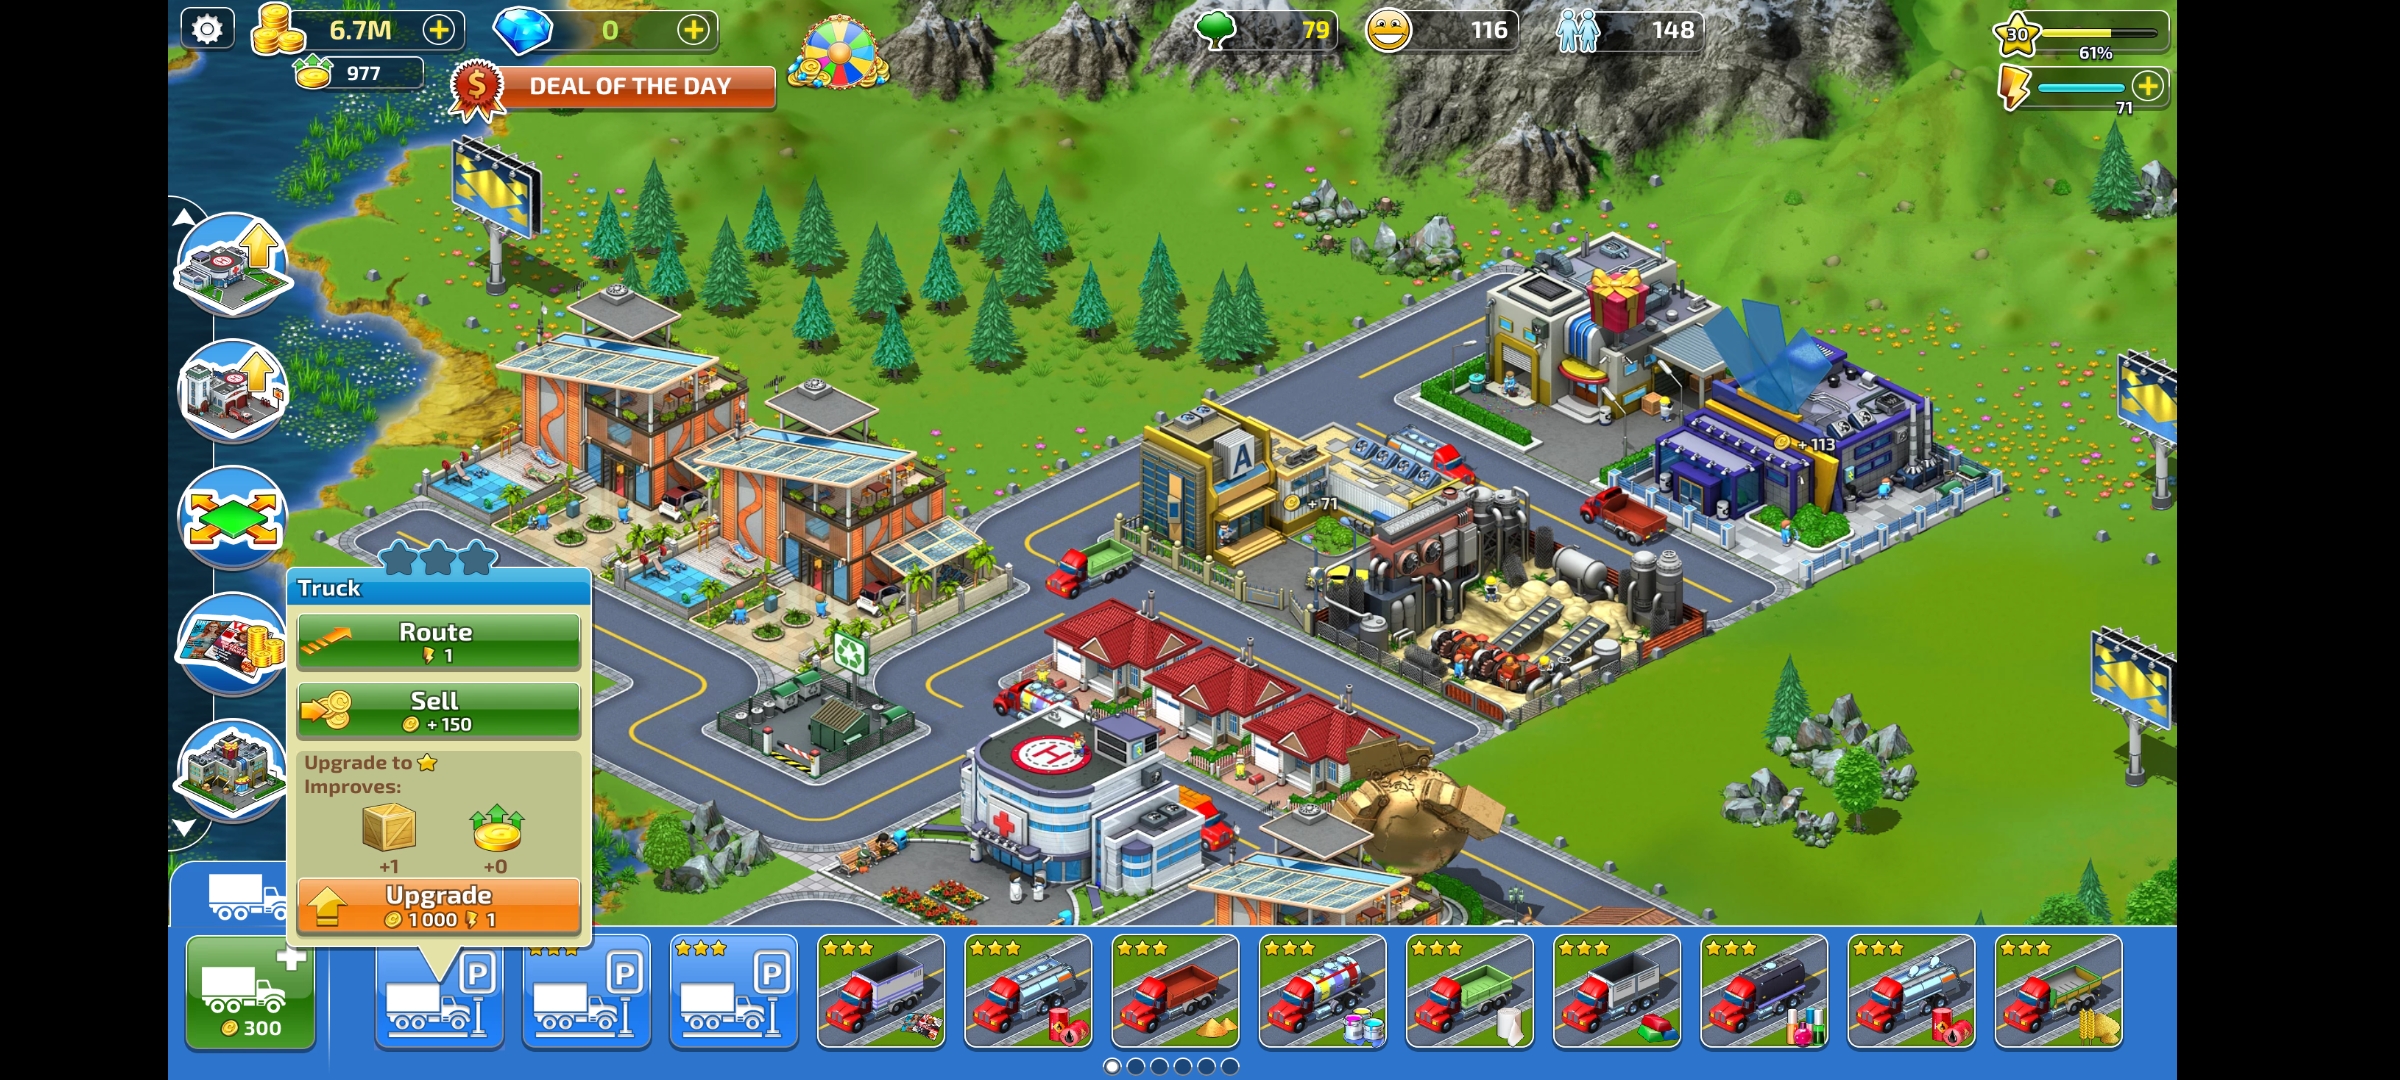 6.7M
0
79
116
148
30
61%
977
DEAL OF THE DAY
71
A
+113
+71
Truck
Route
1
Sell
+150
Upgrade to
Improves:
+1
+0
Upgrade
1 000 1
H
300
P
P
P